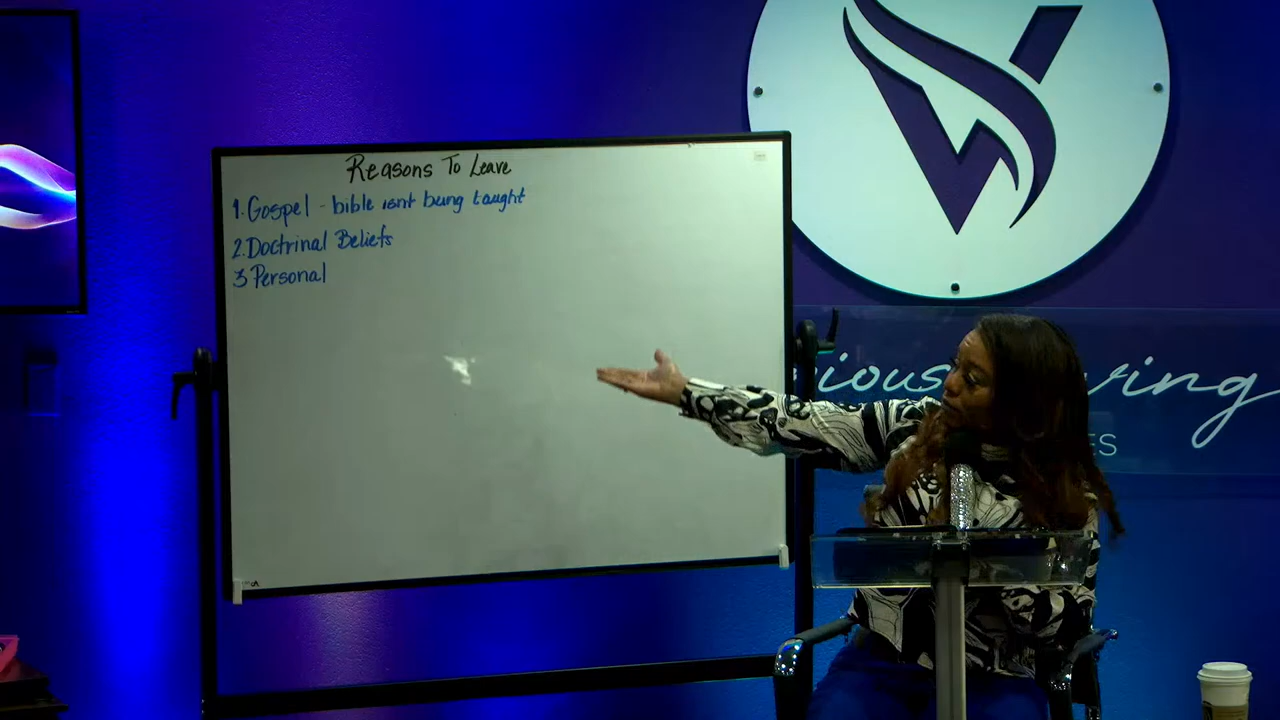 Reasons To Leave
1. Gospel - bible isnt being taught
2. Doctrinal Beliefs
3 Personal